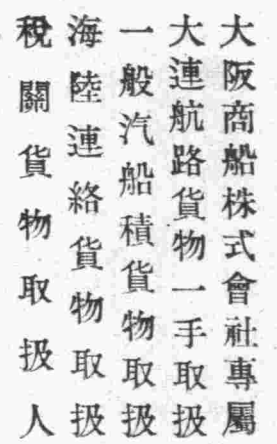 大阪商船株式會社專屬
大連航路貨物一手取扱
一般汽船積貨物取扱
海陸連絡貨物取扱
稅關貨物取扱人